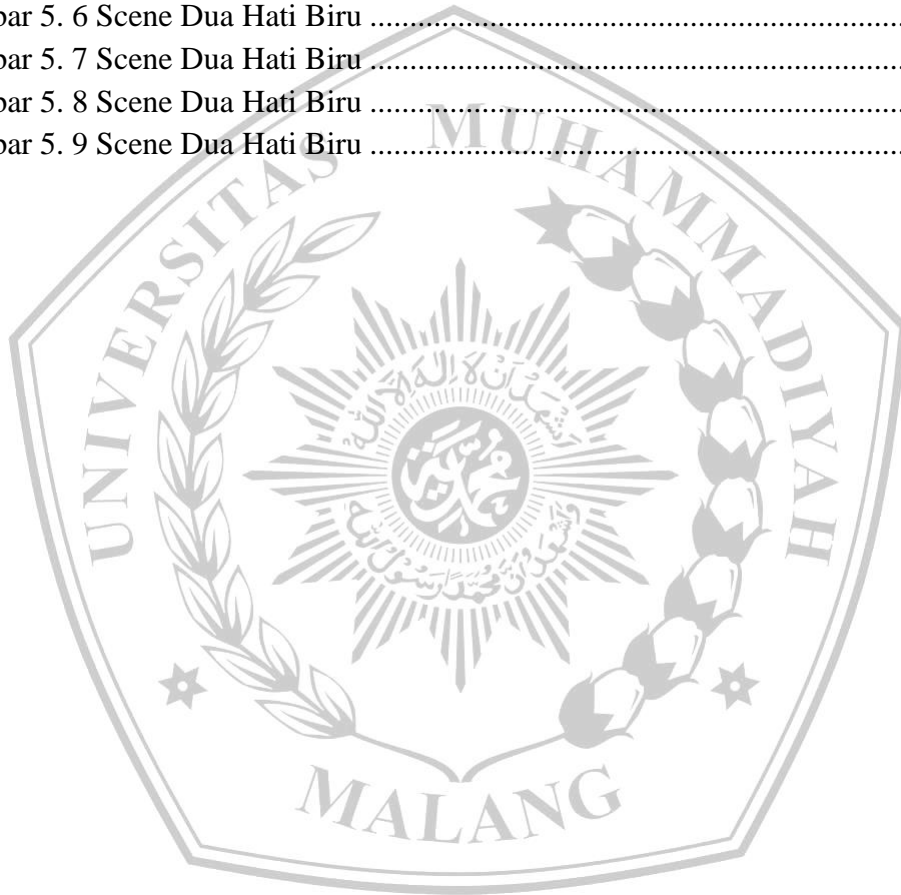 bar 5. 6 Scene Dua Hati Biru ....................................................................
bar 5. 7 Scene Dua Hati Biru ....................................................................
bar 5. 8 Scene Dua Hati Biru ....................................................................
bar 5. 9 Scene Dua Hati Biru ....................................................................
UNIVERSITAS MUHAMMADIYAH
MALANG